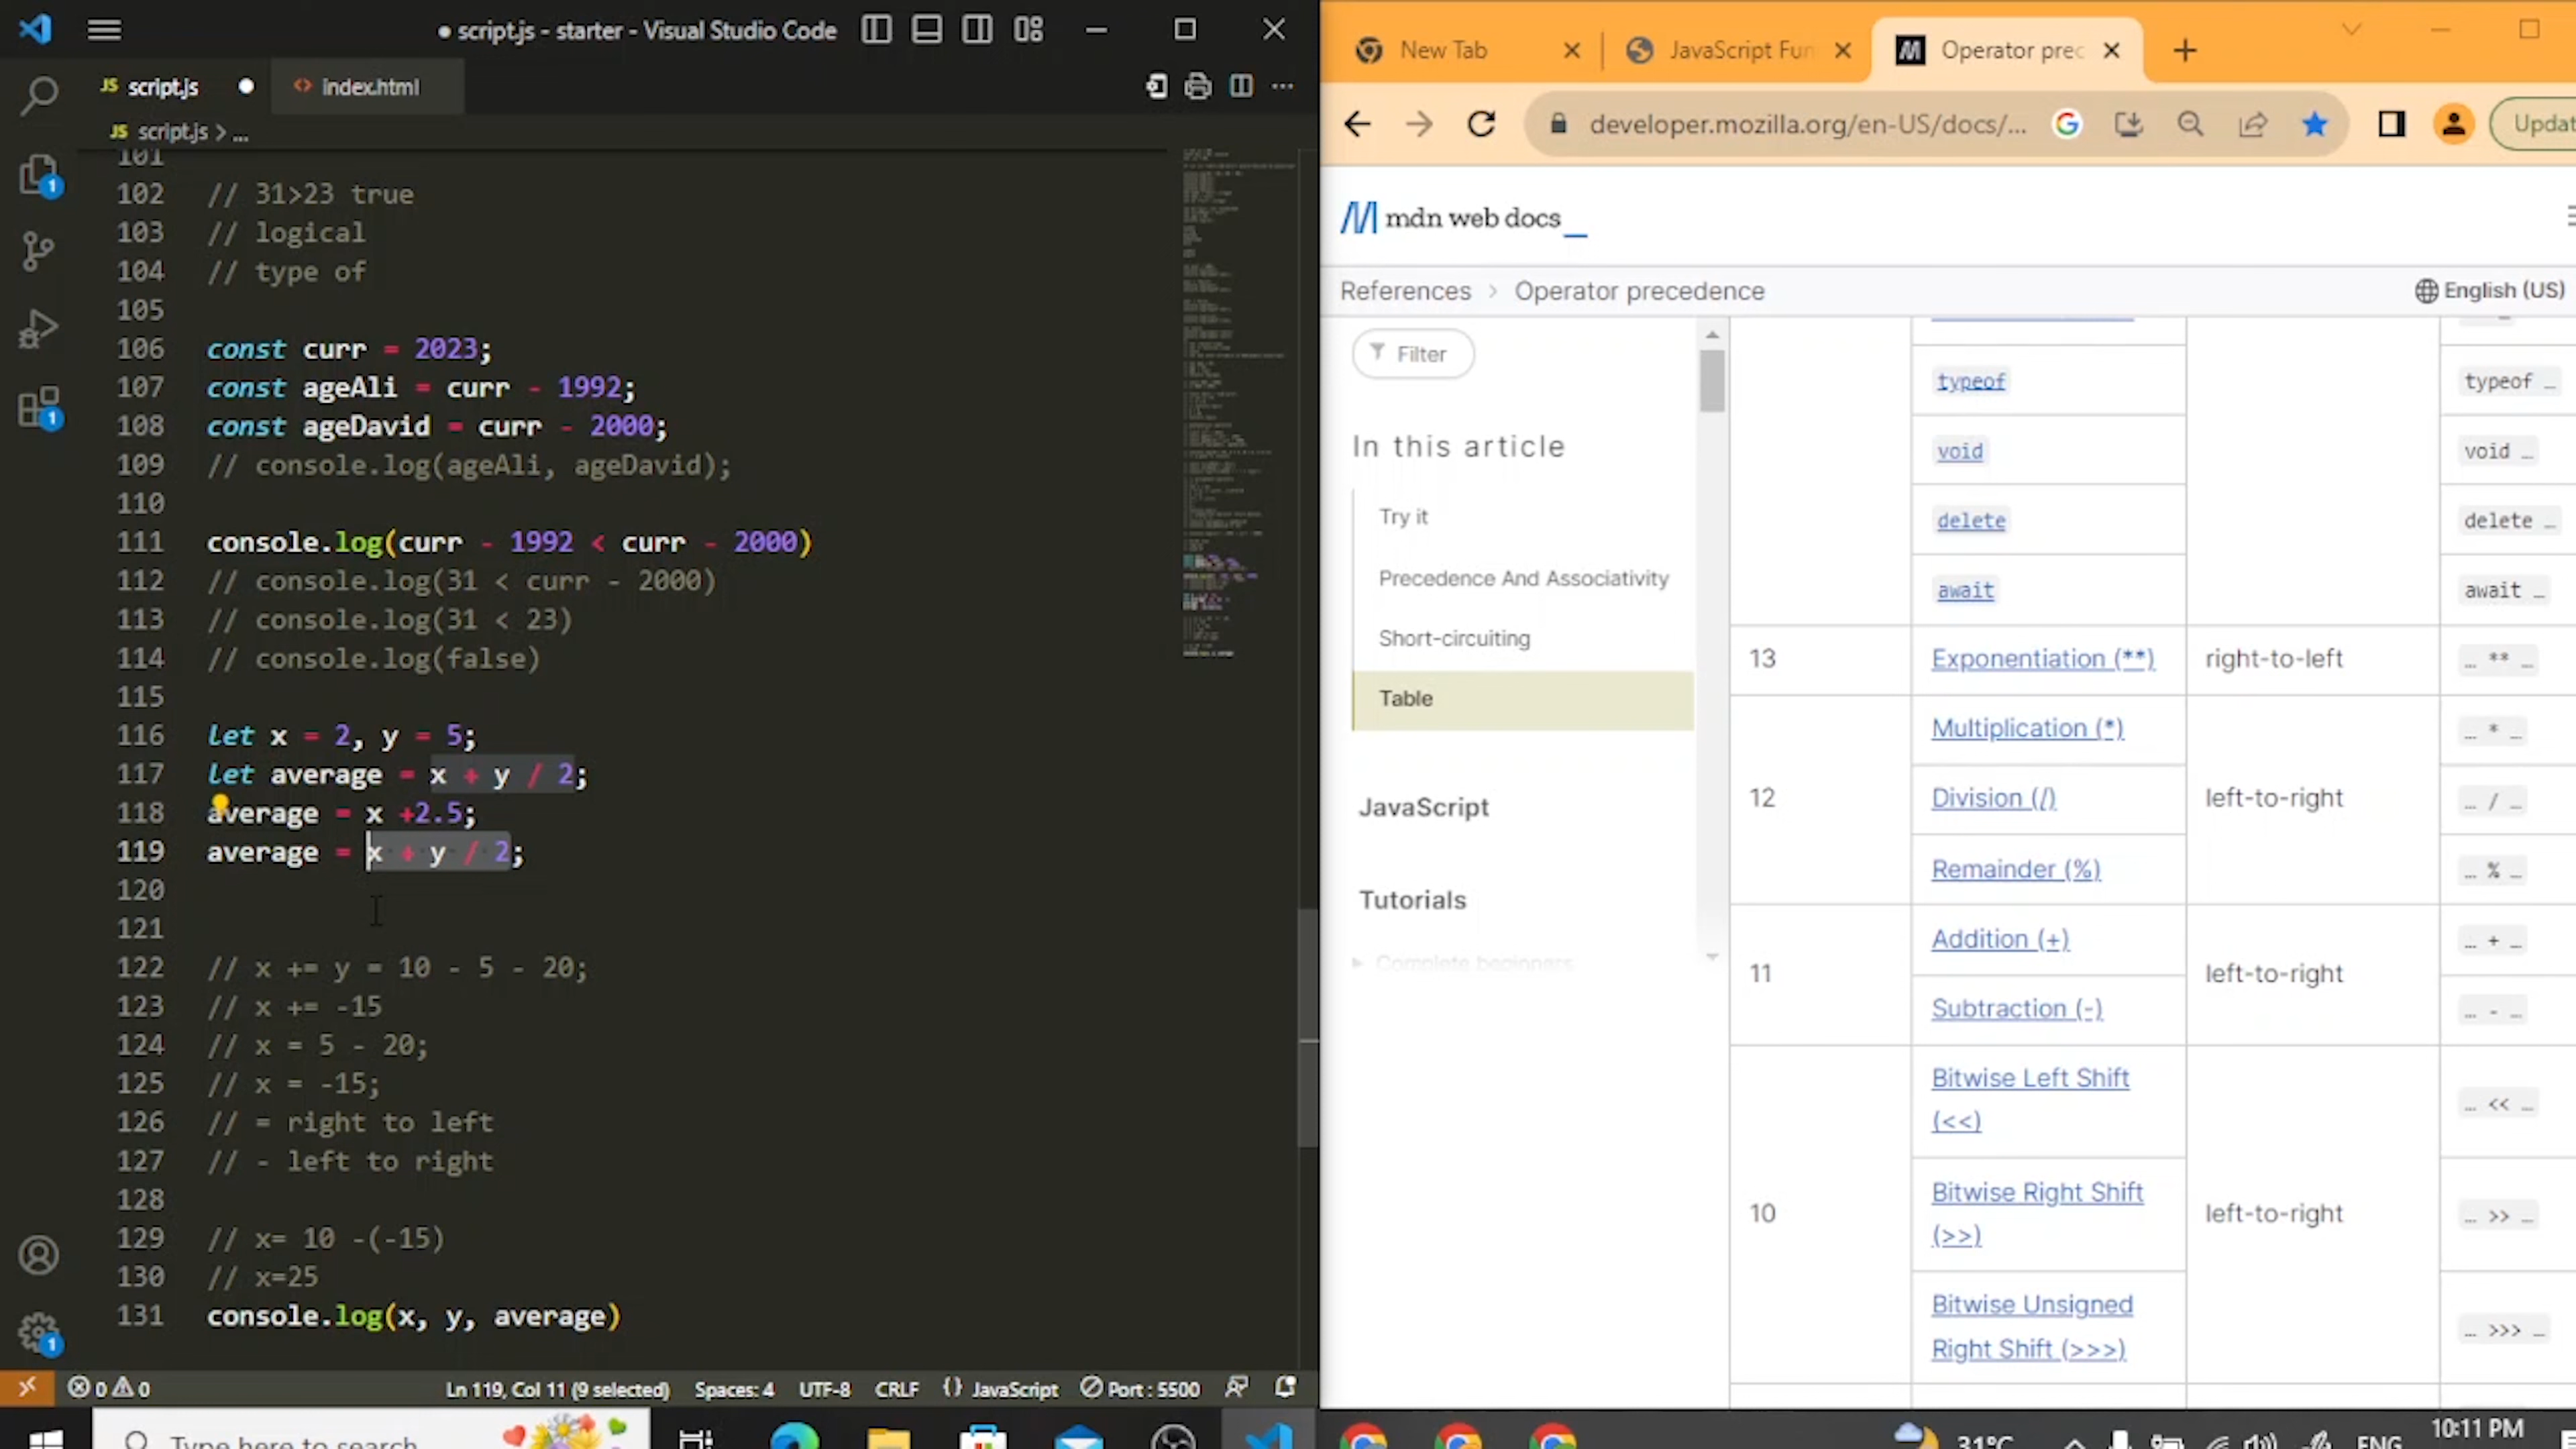 script.js - starter - Visual Studio Code
JS script.js
<> index.html
JS script.js > ...
101
102 // 31>23 true
103 // logical
104 // type of
105
106 const curr = 2023;
107 const ageAli = curr - 1992;
108 const ageDavid = curr - 2000;
109 // console.log(ageAli, ageDavid);
110
111 console.log(curr - 1992 < curr - 2000)
112 // console.log(31 < curr - 2000)
113 // console.log(31 < 23)
114 // console.log(false)
115
116 let x = 2, y = 5;
117 let average = x + y / 2;
118 average = x +2.5;
119 average = x + y / 2;
120
121
122 // x += y = 10 - 5 - 20;
123 // x += -15
124 // x = 5 - 20;
125 // x = -15;
126 // = right to left
127 // - left to right
128
129 // x= 10 -(-15)
130 // x=25
131 console.log(x, y, average)
1
1
1
0 0
Ln 119, Col 11 (9 selected)
Spaces: 4
UTF-8
CRLF
{} JavaScript
Port : 5500
Type here to search
New Tab
JavaScript Fun
Operator prec
developer.mozilla.org/en-US/docs/...
Updat
mdn web docs_
References > Operator precedence
English (US)
Filter
In this article
Try it
Precedence And Associativity
Short-circuiting
Table
JavaScript
Tutorials
Complete beginners
typeof
typeof …
void
void …
delete
delete …
await
await …
13
Exponentiation (**)
right-to-left
… ** …
12
Multiplication (*)
… * …
Division (/)
left-to-right
… / …
Remainder (%)
… % …
11
Addition (+)
left-to-right
… + …
Subtraction (-)
… - …
10
Bitwise Left Shift
(<<)
… << …
Bitwise Right Shift
(>>)
left-to-right
… >> …
Bitwise Unsigned
Right Shift (>>>)
… >>> …
31°C
ENG
10:11 PM